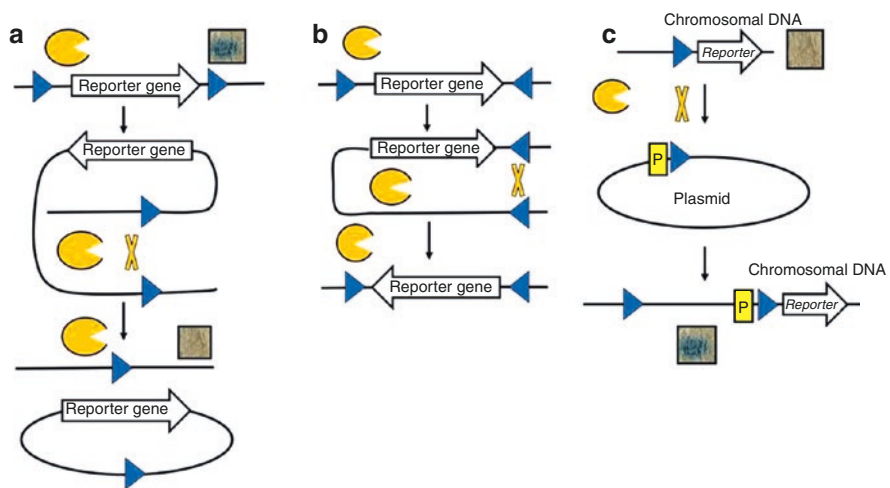 a
Reporter gene
Reporter gene
Reporter gene
b
Reporter gene
Reporter gene
Reporter gene
c
Chromosomal DNA
Reporter
P
Plasmid
Chromosomal DNA
P
Reporter